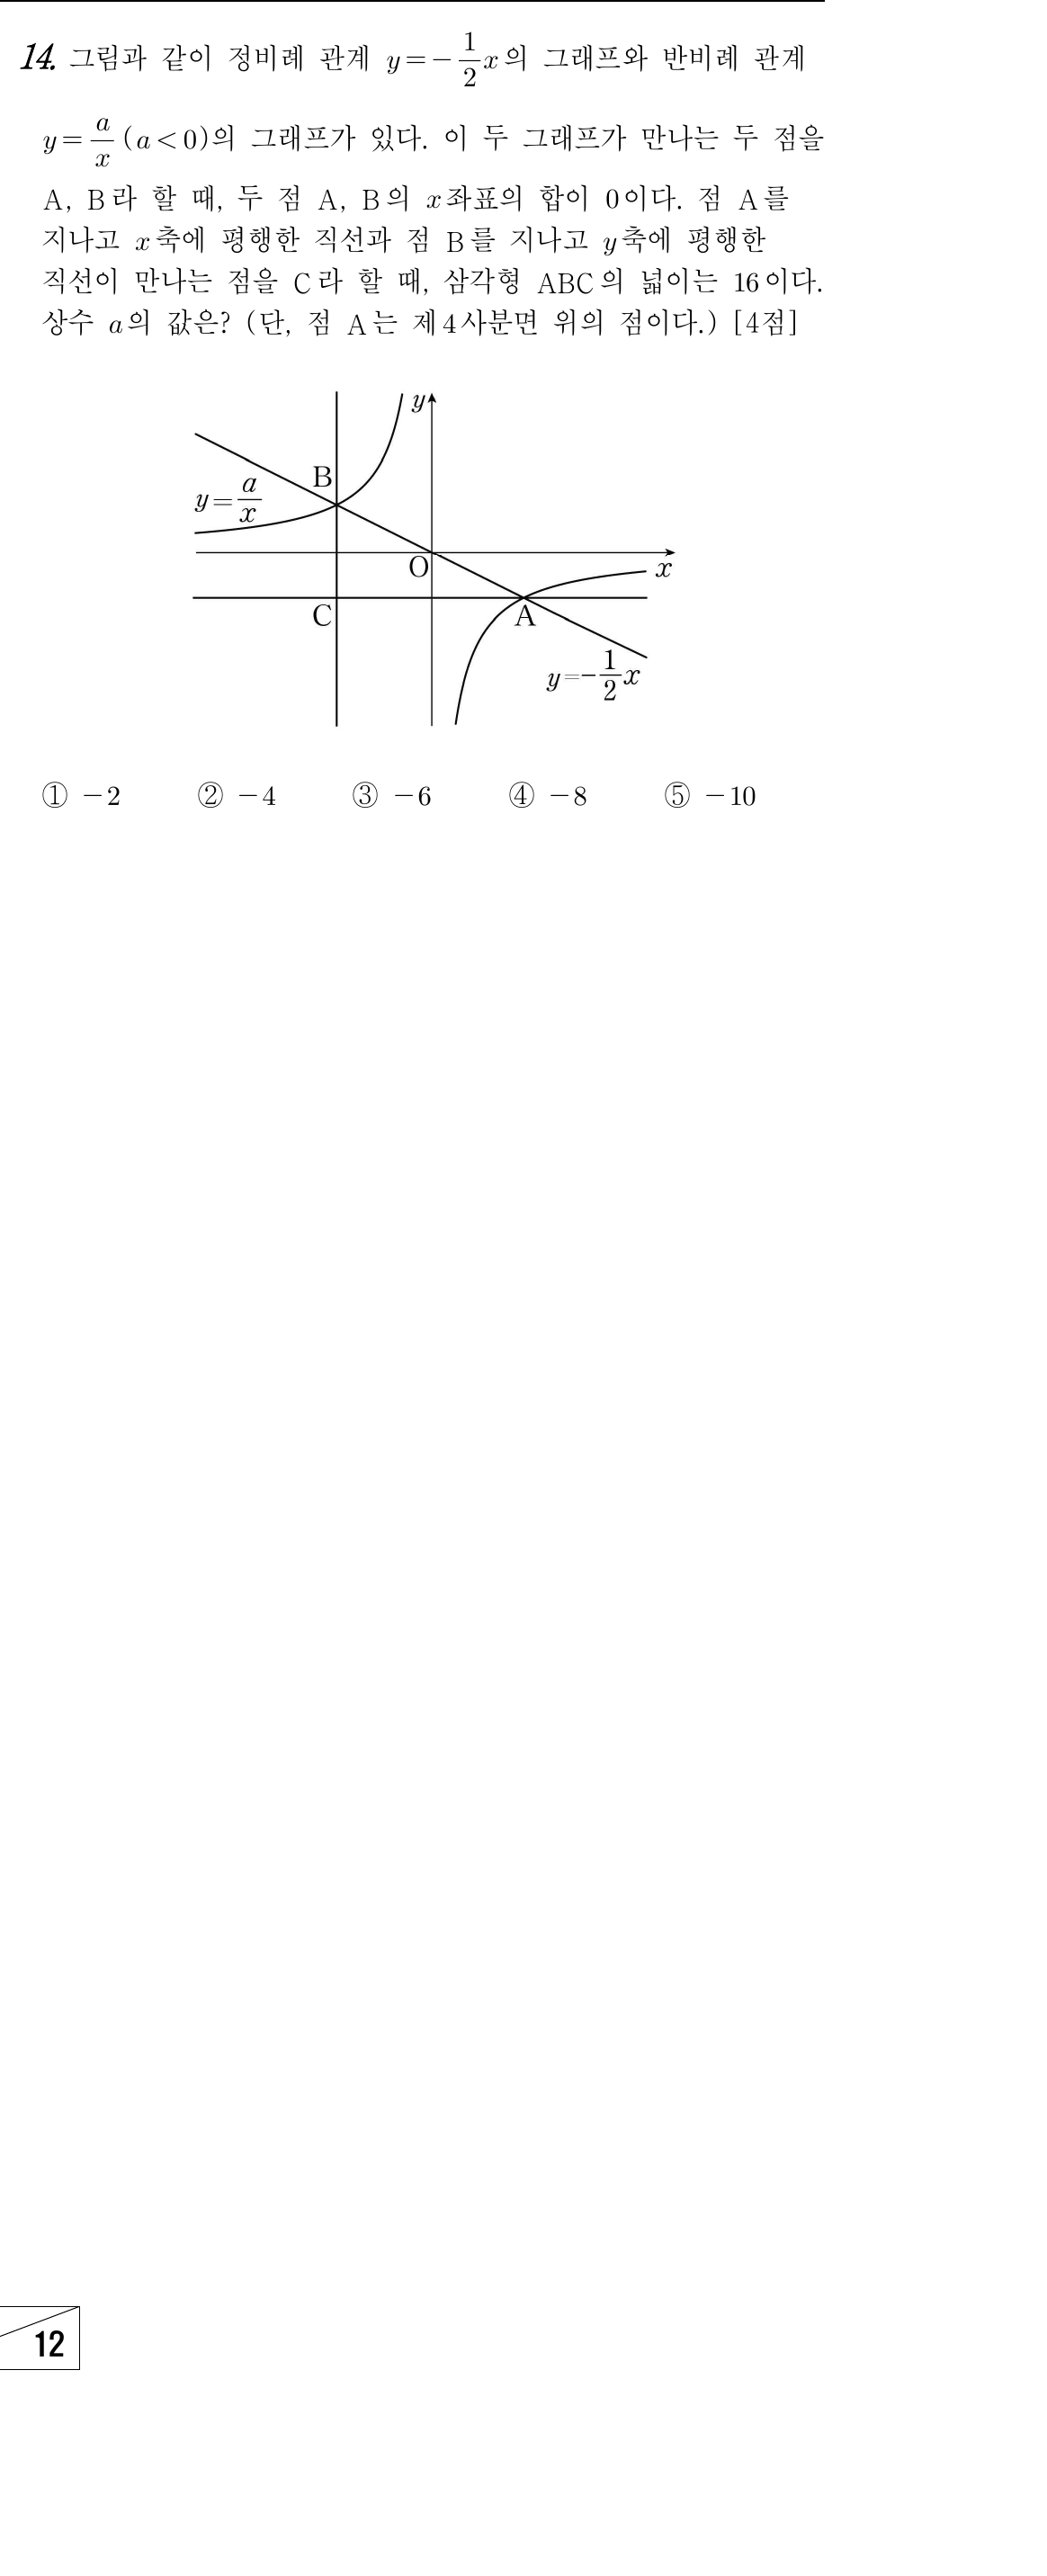 14. 그림과 같이 정비례 관계 y=-1/2x의 그래프와 반비례 관계
y=a/x (a<0)의 그래프가 있다. 이 두 그래프가 만나는 두 점을
A, B라 할 때, 두 점 A, B의 x좌표의 합이 0이다. 점 A를
지나고 x축에 평행한 직선과 점 B를 지나고 y축에 평행한
직선이 만나는 점을 C라 할 때, 삼각형 ABC의 넓이는 16이다.
상수 a의 값은? (단, 점 A는 제4사분면 위의 점이다.) [4점]
y
B
y=a/x
O
x
C
A
y=-1/2x
① -2 ② -4 ③ -6 ④ -8 ⑤ -10
12